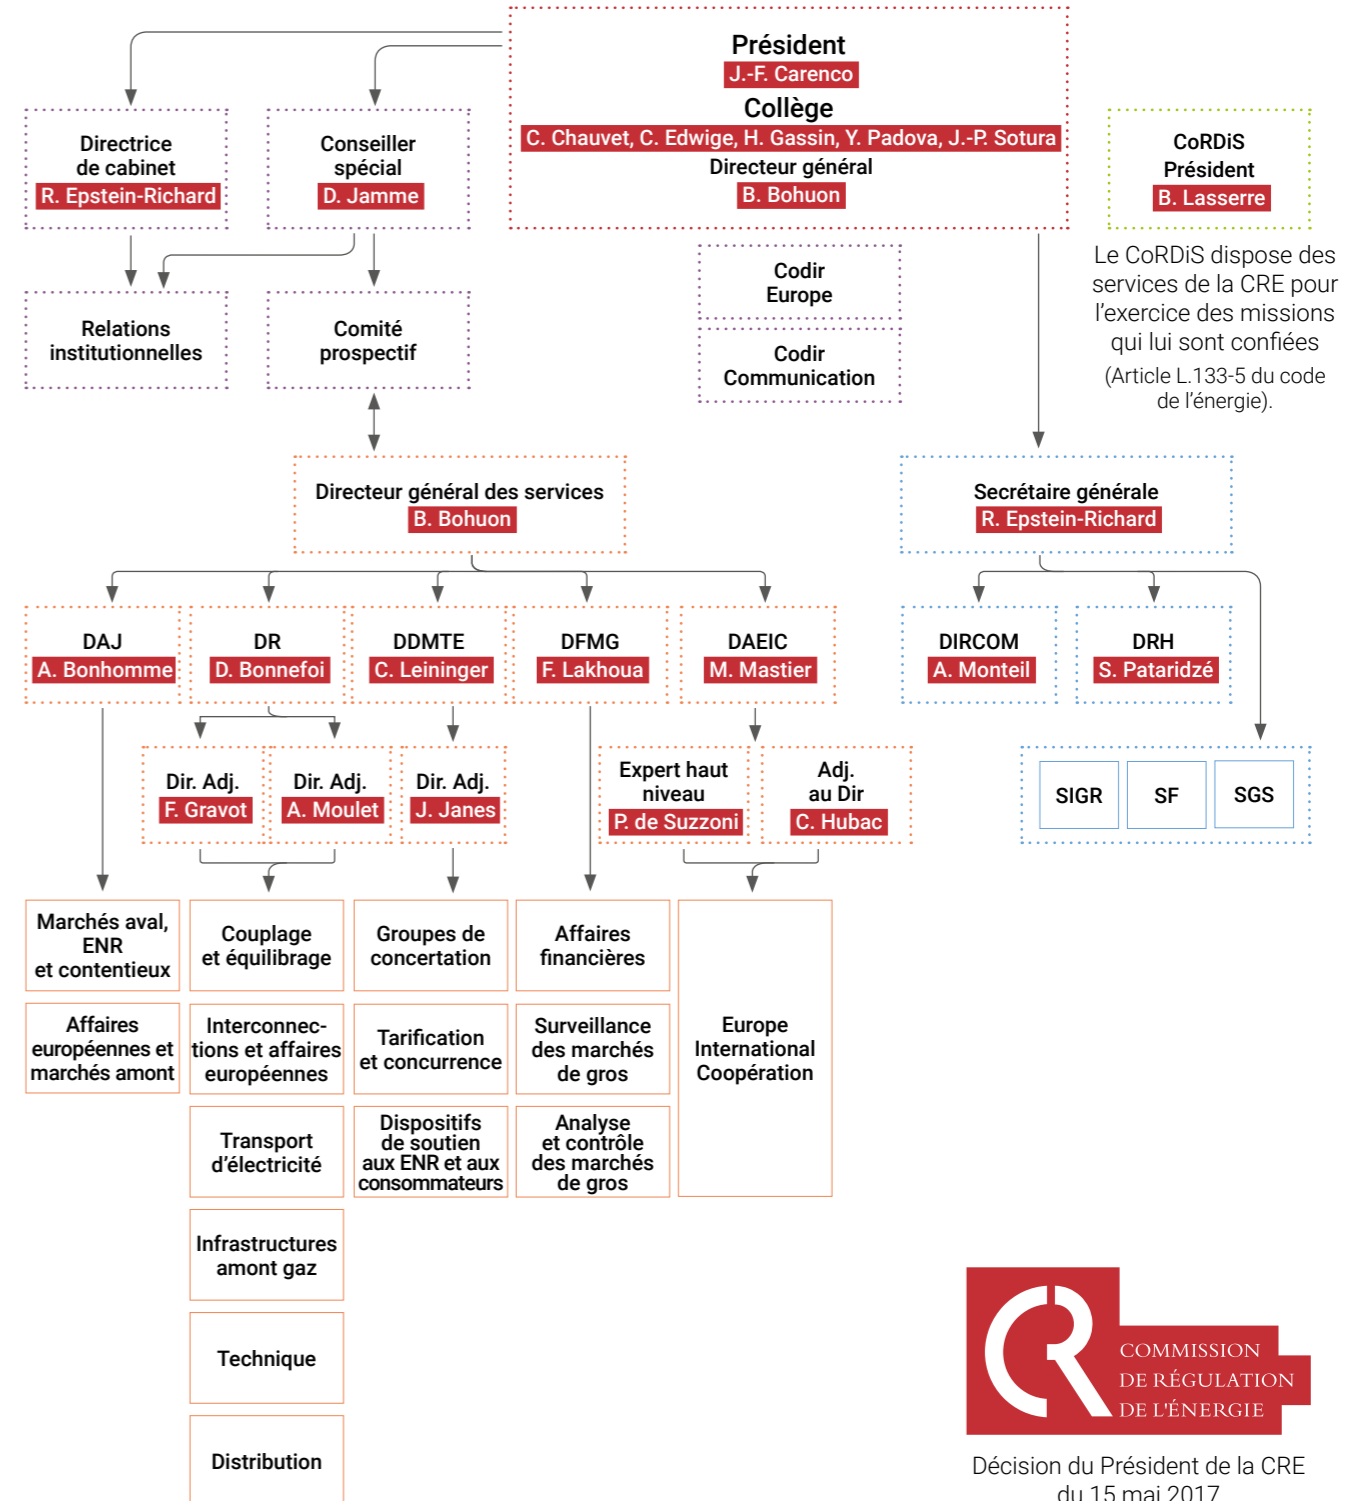 Président
J.-F. Carenco
Collège
C. Chauvet, C. Edwige, H. Gassin, Y. Padova, J.-P. Sotura
Directeur général
B. Bohuon
Directrice
de cabinet
R. Epstein-Richard
Conseiller
spécial
D. Jamme
CoRDiS
Président
B. Lasserre
Le CoRDiS dispose des
services de la CRE pour
l'exercice des missions
qui lui sont confiées
(Article L.133-5 du code
de l'énergie).
Relations
institutionnelles
Comité
prospectif
Codir
Europe
Codir
Communication
Directeur général des services
B. Bohuon
Secrétaire générale
R. Epstein-Richard
DAJ
A. Bonhomme
DR
D. Bonnefoi
DDMTE
C. Leininger
DFMG
F. Lakhoua
DAEIC
M. Mastier
DIRCOM
A. Monteil
DRH
S. Pataridzé
Dir. Adj.
F. Gravot
Dir. Adj.
A. Moulet
Dir. Adj.
J. Janes
Expert haut
niveau
P. de Suzzoni
Adj.
au Dir
C. Hubac
SIGR
SF
SGS
Marchés aval,
ENR
et contentieux
Affaires
européennes et
marchés amont
Couplage
et équilibrage
Interconnec-
tions et affaires
européennes
Transport
d'électricité
Infrastructures
amont gaz
Technique
Distribution
Groupes de
concertation
Tarification
et concurrence
Dispositifs
de soutien
aux ENR et aux
consommateurs
Affaires
financières
Surveillance
des marchés
de gros
Analyse
et contrôle
des marchés
de gros
Europe
International
Coopération
CR
COMMISSION
DE RÉGULATION
DE L'ÉNERGIE
Décision du Président de la CRE
du 15 mai 2017